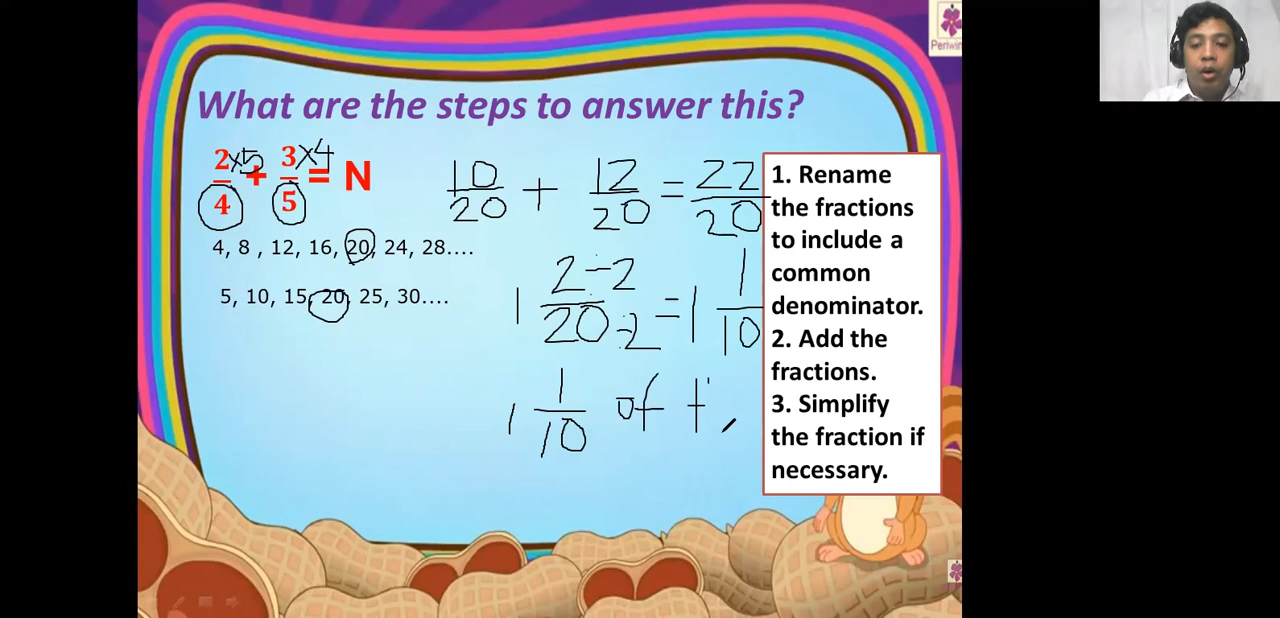 Periwin
What are the steps to answer this?
2/4 ×5 + 3/5 ×4 = N
4, 8 , 12, 16, 20, 24, 28....
5, 10, 15, 20, 25, 30....
10/20 + 12/20 = 22/20
1 2/20 -2/-2 = 1 1/10
1 1/10 of t
1. Rename
the fractions
to include a
common
denominator.
2. Add the
fractions.
3. Simplify
the fraction if
necessary.